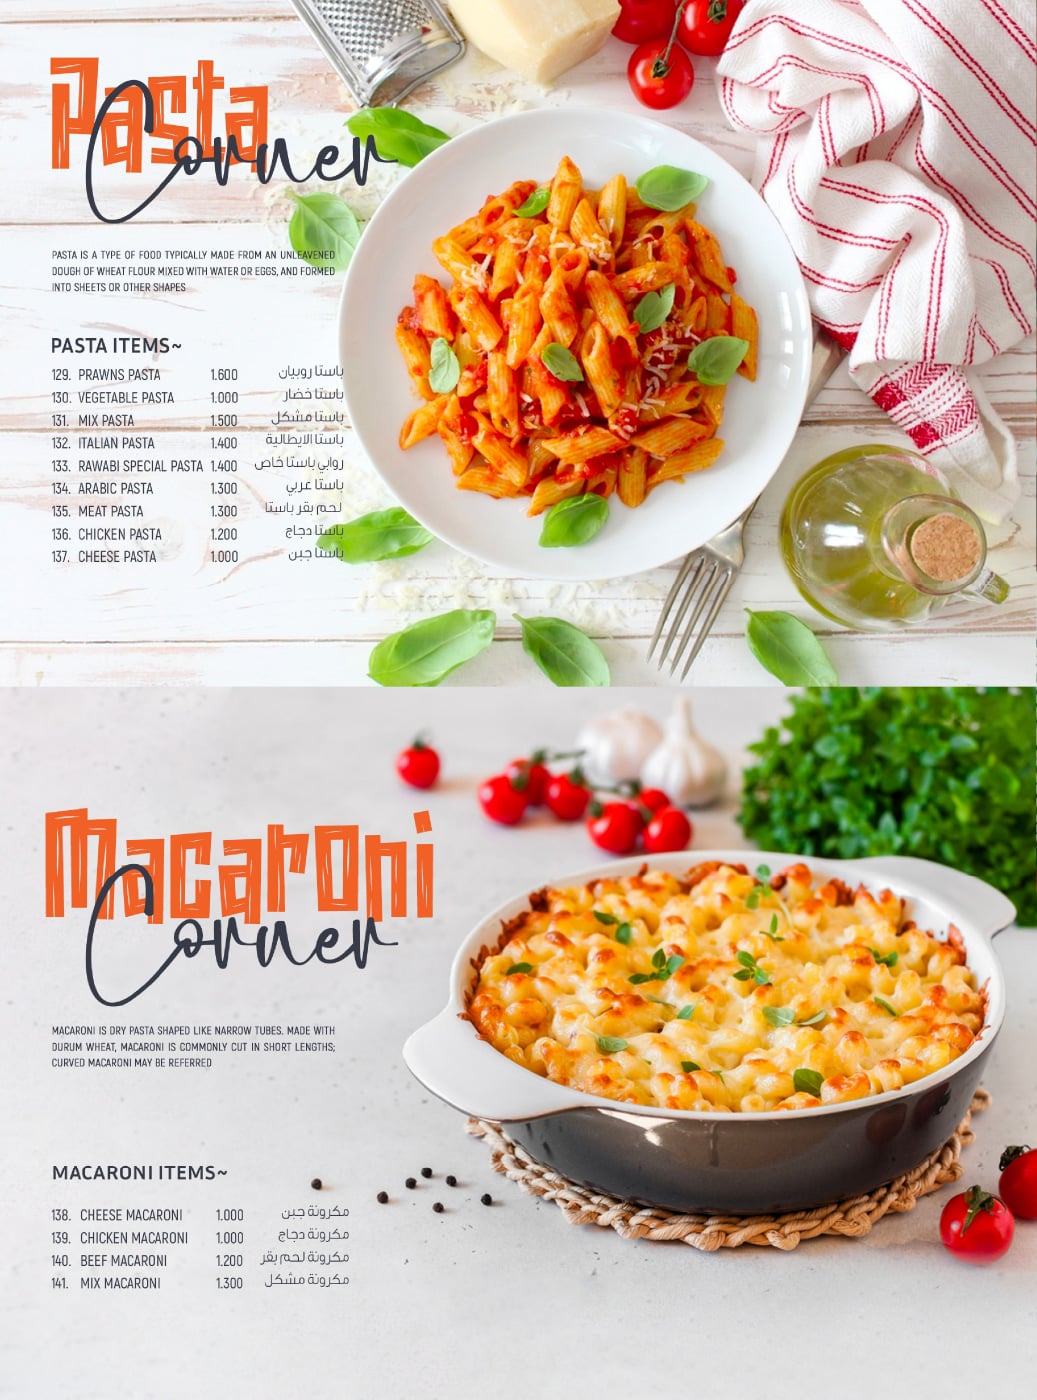 Pasta
Corner
PASTA IS A TYPE OF FOOD TYPICALLY MADE FROM AN UNLEAVENED
DOUGH OF WHEAT FLOUR MIXED WITH WATER OR EGGS, AND FORMED
INTO SHEETS OR OTHER SHAPES
PASTA ITEMS~
129. PRAWNS PASTA 1.600 باستا روبيان
130. VEGETABLE PASTA 1.000 باستا خضار
131. MIX PASTA 1.500 باستا مشكل
132. ITALIAN PASTA 1.400 باستا الايطالية
133. RAWABI SPECIAL PASTA 1.400 روابي باستا خاص
134. ARABIC PASTA 1.300 باستا عربي
135. MEAT PASTA 1.300 لحم بقر باستا
136. CHICKEN PASTA 1.200 باستا دجاج
137. CHEESE PASTA 1.000 باستا جبن
Macaroni
Corner
MACARONI IS DRY PASTA SHAPED LIKE NARROW TUBES. MADE WITH
DURUM WHEAT, MACARONI IS COMMONLY CUT IN SHORT LENGTHS;
CURVED MACARONI MAY BE REFERRED
MACARONI ITEMS~
138. CHEESE MACARONI 1.000 مكرونة جبن
139. CHICKEN MACARONI 1.000 مكرونة دجاج
140. BEEF MACARONI 1.200 مكرونة لحم بقر
141. MIX MACARONI 1.300 مكرونة مشكل